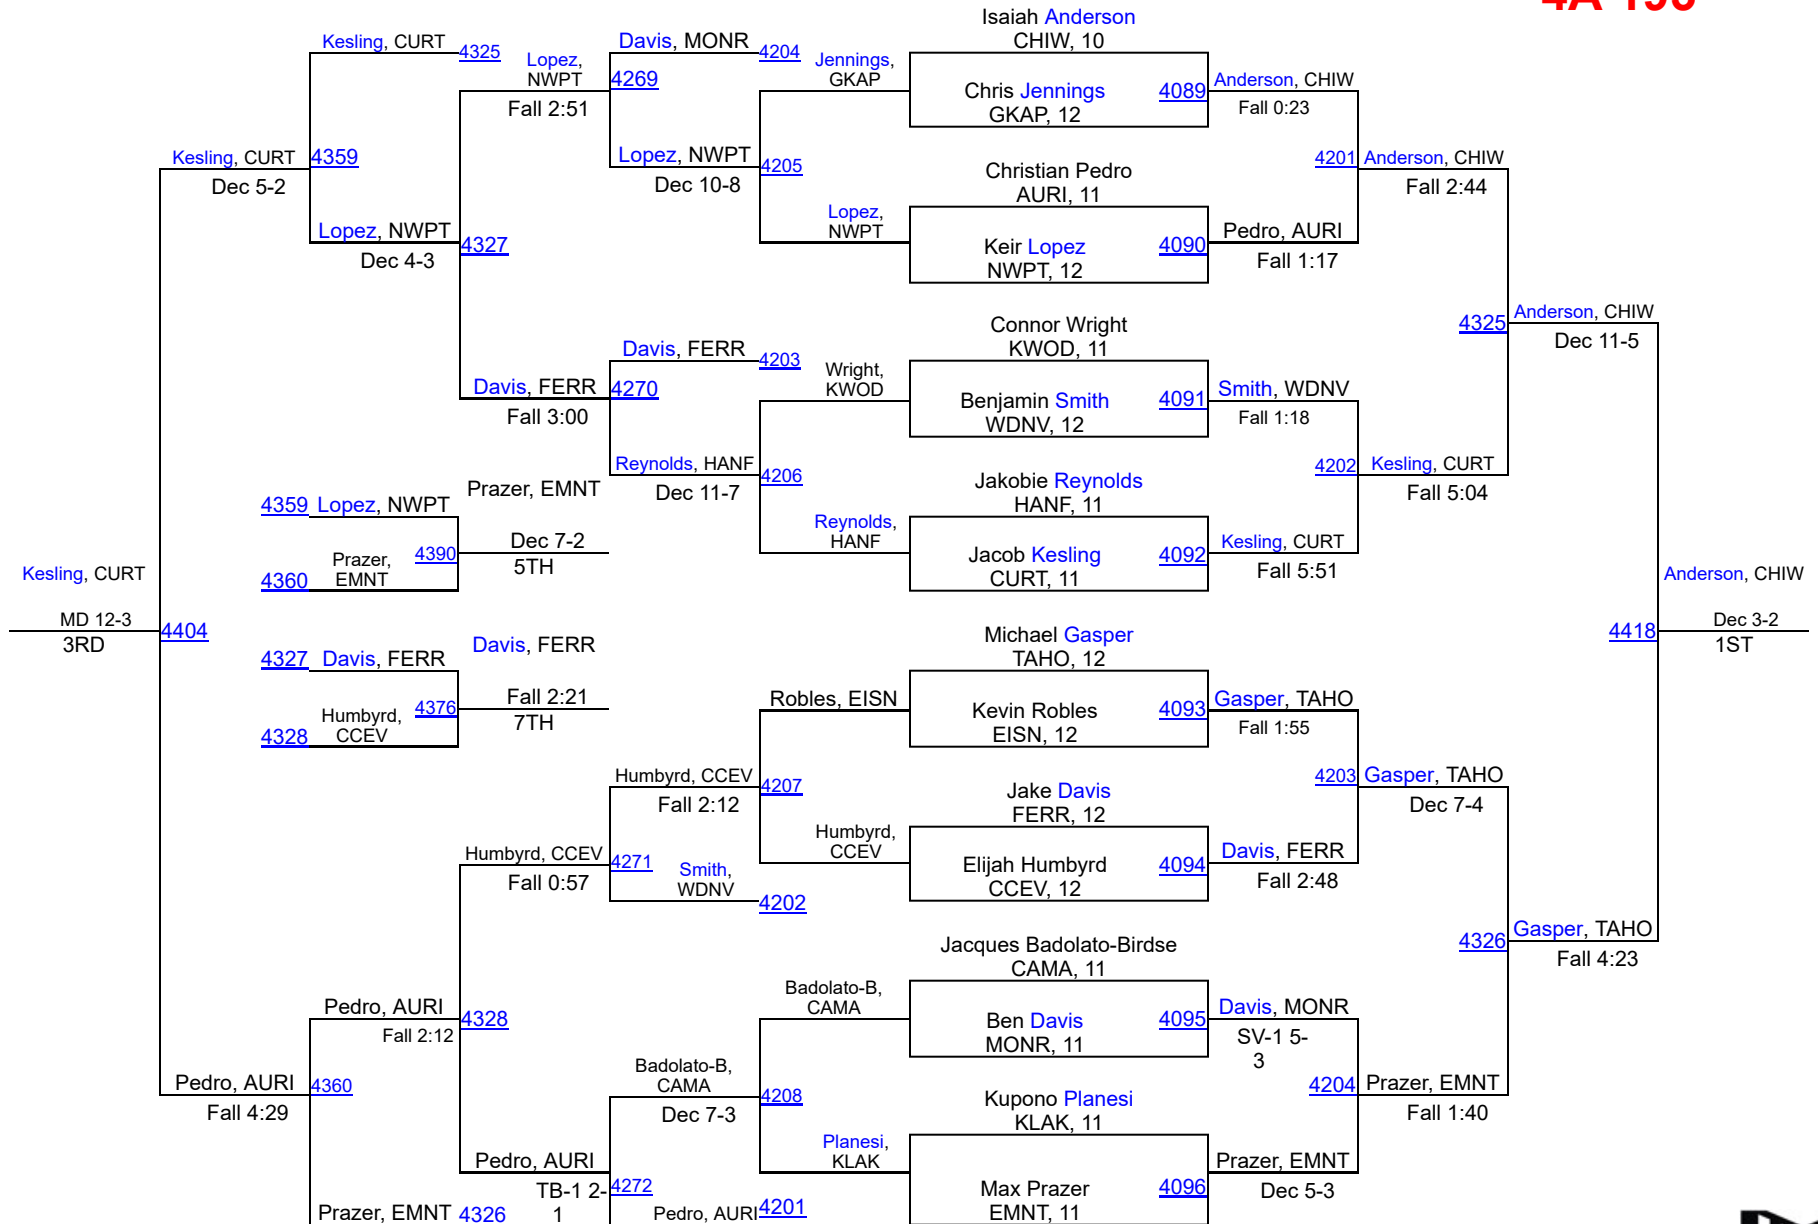 Isaiah Anderson
CHIW, 10
Kesling, CURT
4325
Lopez,
NWPT
Fall 2:51
Davis, MONR
4204
4269
Jennings,
GKAP
Chris Jennings
GKAP, 12
4089
Anderson, CHIW
Fall 0:23
Kesling, CURT
Dec 5-2
4359
Lopez, NWPT
Dec 10-8
4205
Christian Pedro
AURI, 11
4201
Anderson, CHIW
Fall 2:44
Lopez, NWPT
Dec 4-3
4327
Lopez,
NWPT
Keir Lopez
NWPT, 12
4090
Pedro, AURI
Fall 1:17
Connor Wright
KWOD, 11
4325
Anderson, CHIW
Dec 11-5
Davis, FERR
4203
Davis, FERR
Fall 3:00
4270
Wright,
KWOD
Benjamin Smith
WDNV, 12
4091
Smith, WDNV
Fall 1:18
Reynolds, HANF
Dec 11-7
4206
Jakobie Reynolds
HANF, 11
4202
Kesling, CURT
Fall 5:04
4359
Lopez, NWPT
Prazer, EMNT
Reynolds,
HANF
Jacob Kesling
CURT, 11
4092
Kesling, CURT
Fall 5:51
4360
Prazer,
EMNT
4390
Dec 7-2
5TH
Kesling, CURT
MD 12-3
3RD
4404
Anderson, CHIW
4418
Dec 3-2
1ST
4327
Davis, FERR
Davis, FERR
Michael Gasper
TAHO, 12
4328
Humbyrd,
CCEV
4376
Fall 2:21
7TH
Robles, EISN
Kevin Robles
EISN, 12
4093
Gasper, TAHO
Fall 1:55
Humbyrd, CCEV
Fall 2:12
4207
Jake Davis
FERR, 12
4203
Gasper, TAHO
Dec 7-4
Humbyrd, CCEV
Fall 0:57
4271
Smith,
WDNV
4202
Humbyrd,
CCEV
Elijah Humbyrd
CCEV, 12
4094
Davis, FERR
Fall 2:48
Jacques Badolato-Birdse
CAMA, 11
4326
Gasper, TAHO
Fall 4:23
Pedro, AURI
Fall 2:12
4328
Badolato-B,
CAMA
Ben Davis
MONR, 11
4095
Davis, MONR
SV-1 5-
3
Pedro, AURI
Fall 4:29
4360
Badolato-B,
CAMA
Dec 7-3
4208
Kupono Planesi
KLAK, 11
4204
Prazer, EMNT
Fall 1:40
Pedro, AURI
TB-1 2-
1
4272
Planesi,
KLAK
Max Prazer
EMNT, 11
4096
Prazer, EMNT
Dec 5-3
Prazer, EMNT
4326
Pedro, AURI
4201